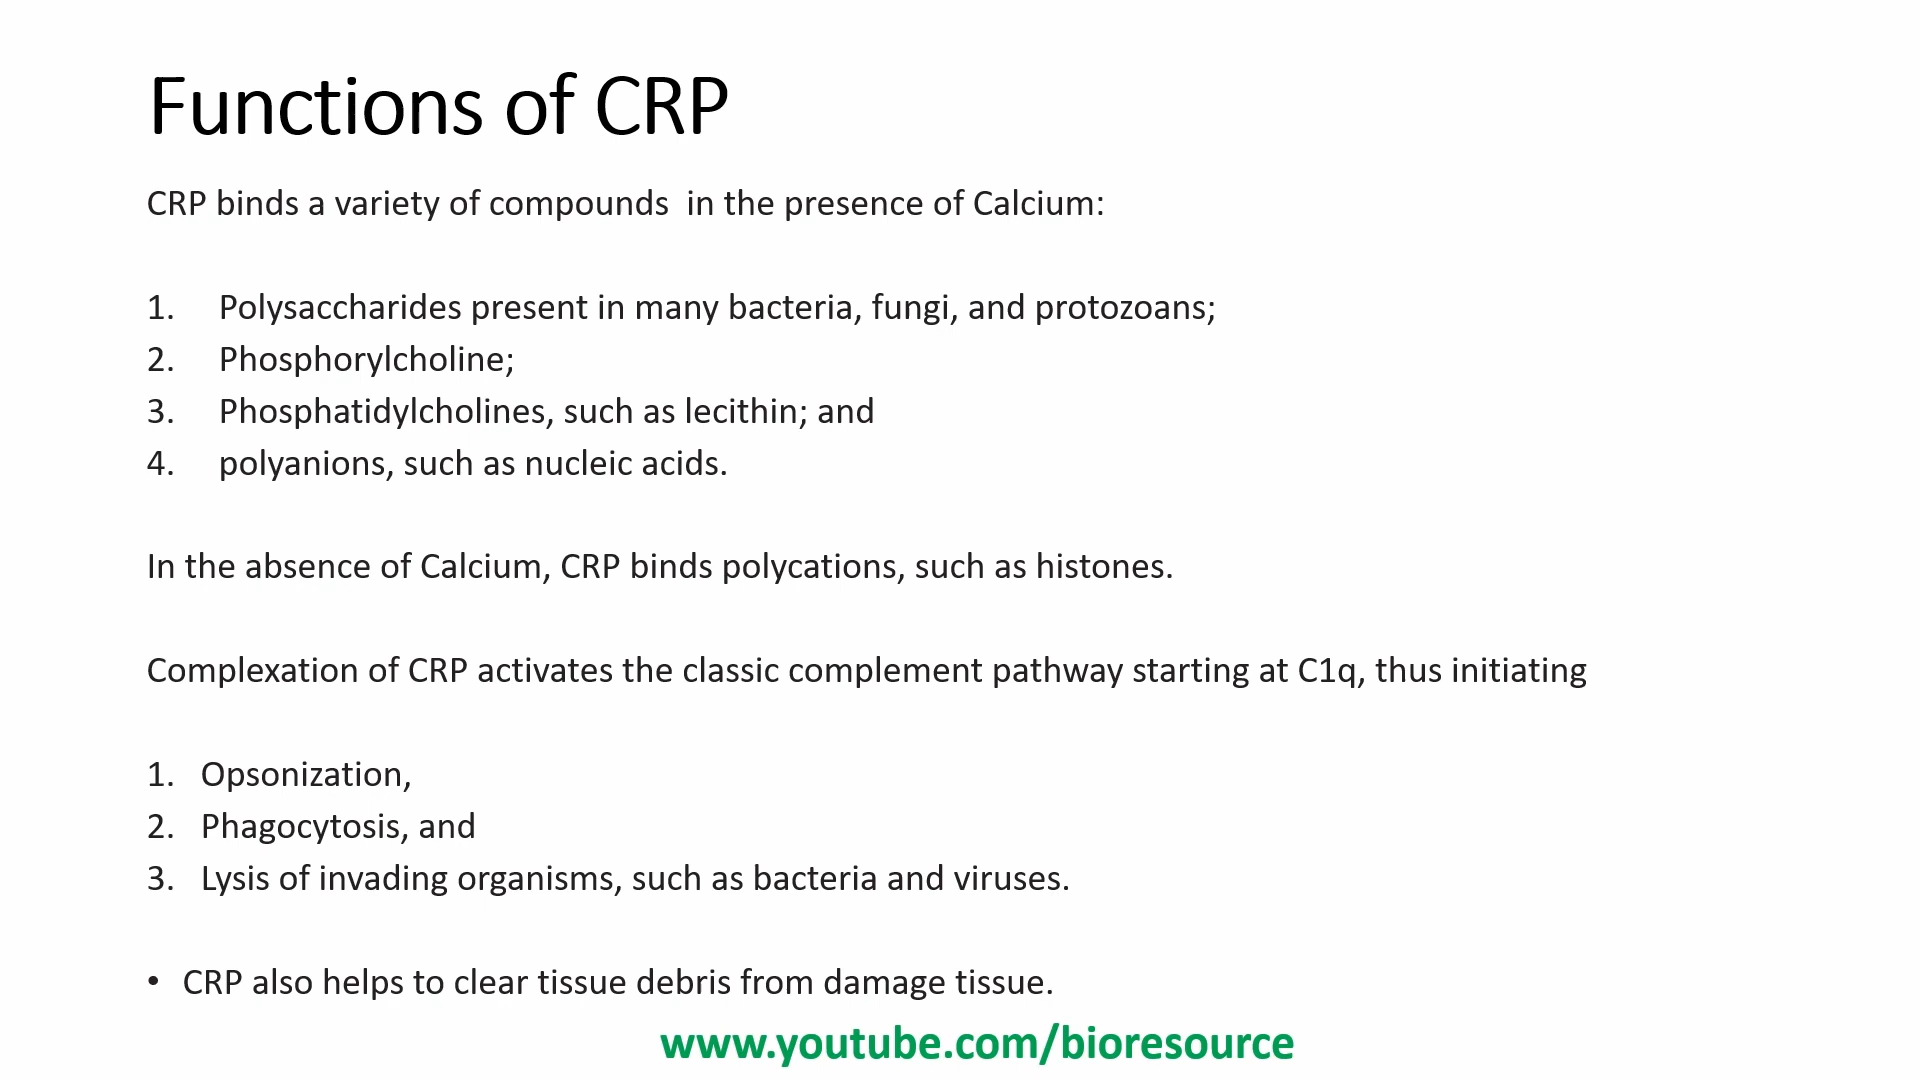 Functions of CRP
CRP binds a variety of compounds  in the presence of Calcium:
1. Polysaccharides present in many bacteria, fungi, and protozoans;
2. Phosphorylcholine;
3. Phosphatidylcholines, such as lecithin; and
4. polyanions, such as nucleic acids.
In the absence of Calcium, CRP binds polycations, such as histones.
Complexation of CRP activates the classic complement pathway starting at C1q, thus initiating
1. Opsonization,
2. Phagocytosis, and
3. Lysis of invading organisms, such as bacteria and viruses.
• CRP also helps to clear tissue debris from damage tissue.
www.youtube.com/bioresource